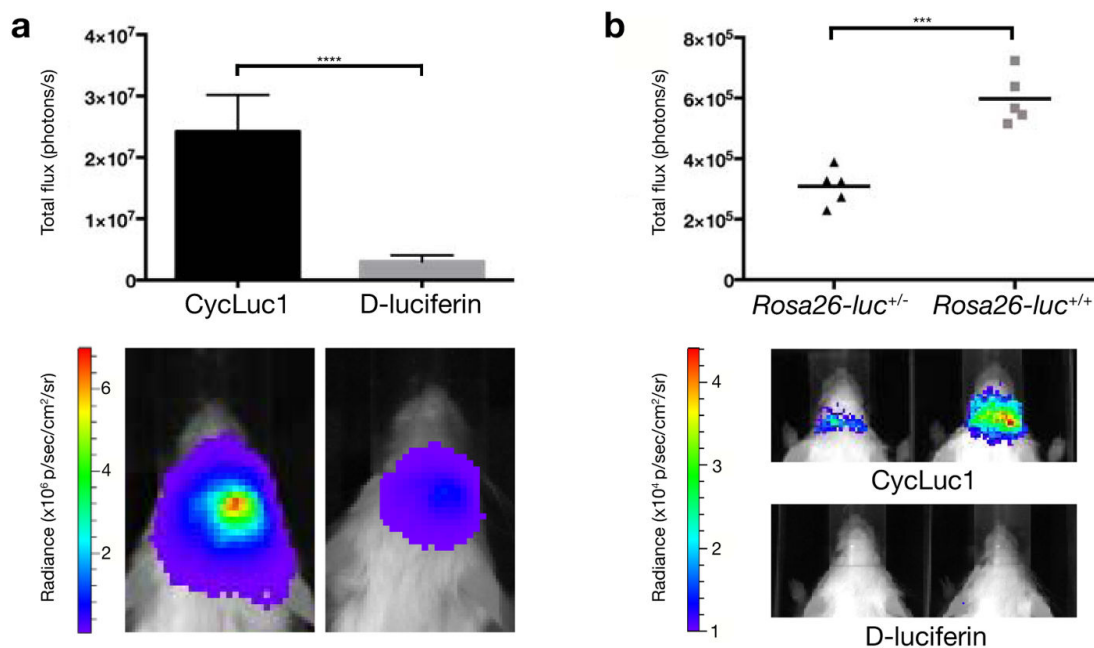 a
Total flux (photons/s)
4×10⁷
3×10⁷
2×10⁷
1×10⁷
0
****
CycLuc1
D-luciferin
Radiance (x10⁶ p/sec/cm²/sr)
6
4
2
b
Total flux (photons/s)
8×10⁵
6×10⁵
4×10⁵
2×10⁵
0
***
Rosa26-luc⁺/⁻
Rosa26-luc⁺/⁺
Radiance (x10⁴ p/sec/cm²/sr)
4
3
2
1
CycLuc1
D-luciferin